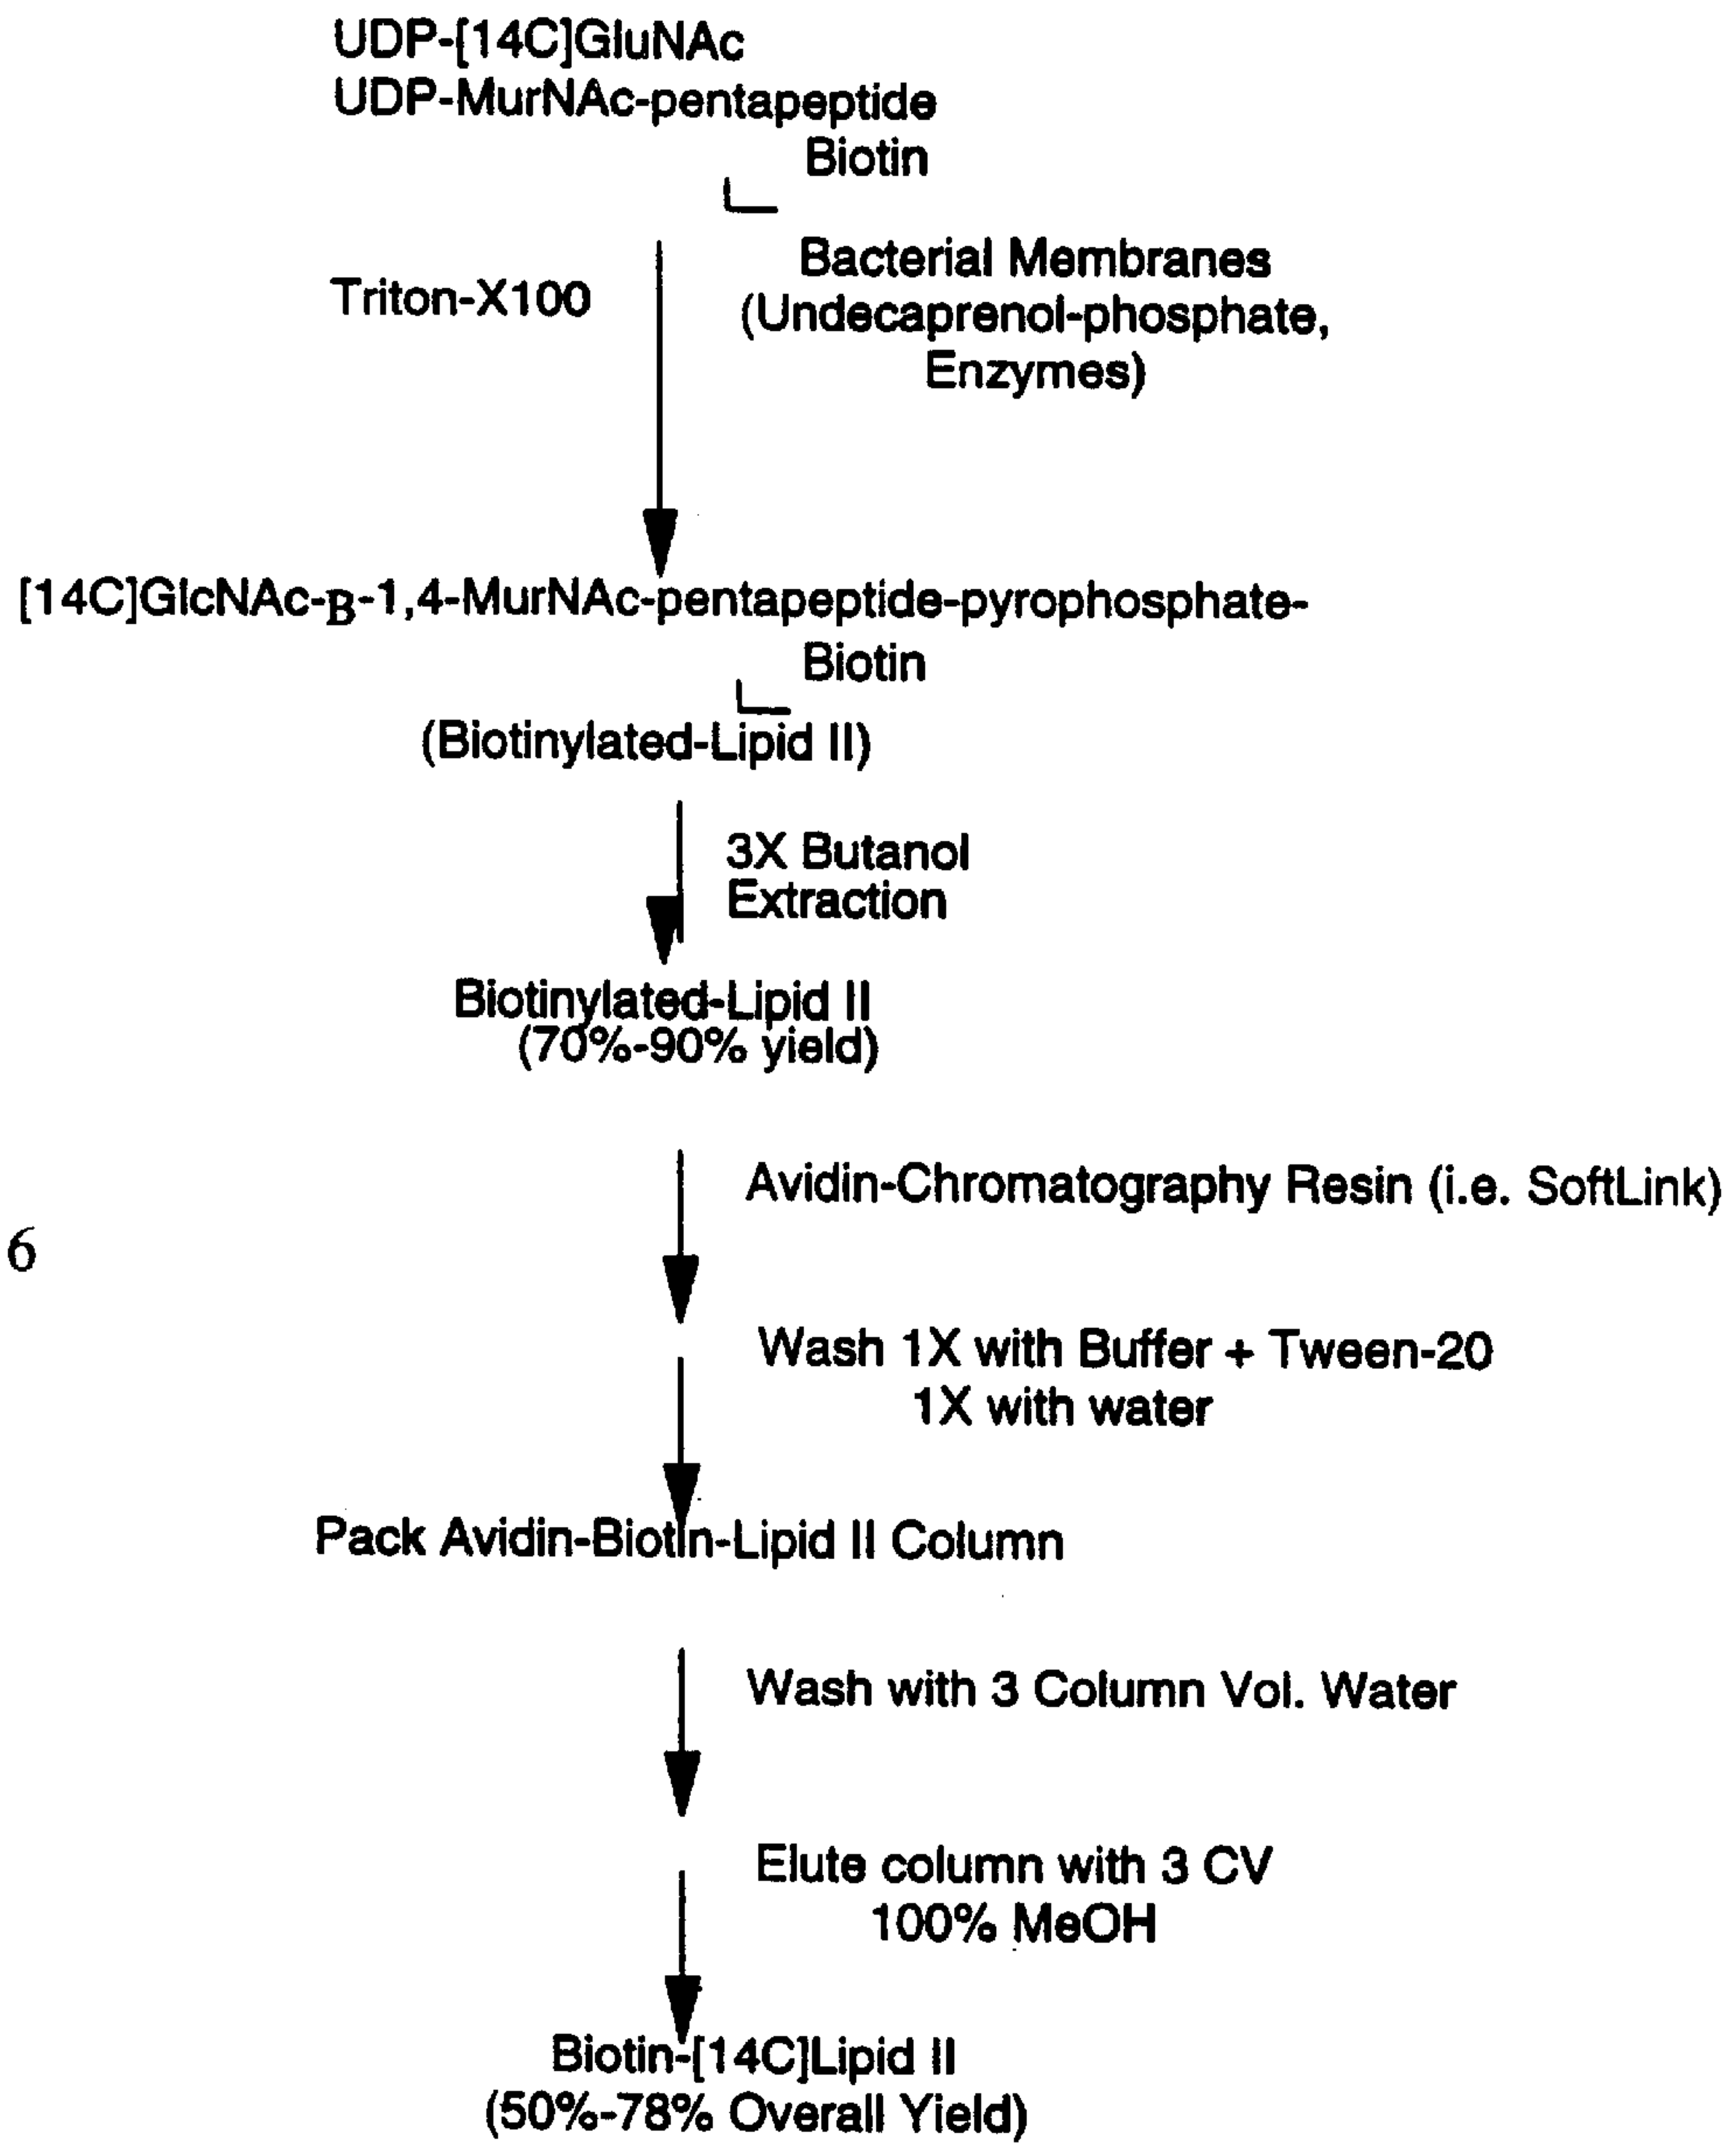 UDP-[14C]GluNAc
UDP-MurNAc-pentapeptide
Biotin
Triton-X100
Bacterial Membranes
(Undecaprenol-phosphate,
Enzymes)
[14C]GlcNAc-B-1,4-MurNAc-pentapeptide-pyrophosphate-
Biotin
(Biotinylated-Lipid II)
3X Butanol
Extraction
Biotinylated-Lipid II
(70%-90% yield)
Avidin-Chromatography Resin (i.e. SoftLink)
6
Wash 1X with Buffer + Tween-20
1X with water
Pack Avidin-Biotin-Lipid II Column
Wash with 3 Column Vol. Water
Elute column with 3 CV
100% MeOH
Biotin-[14C]Lipid II
(50%-78% Overall Yield)